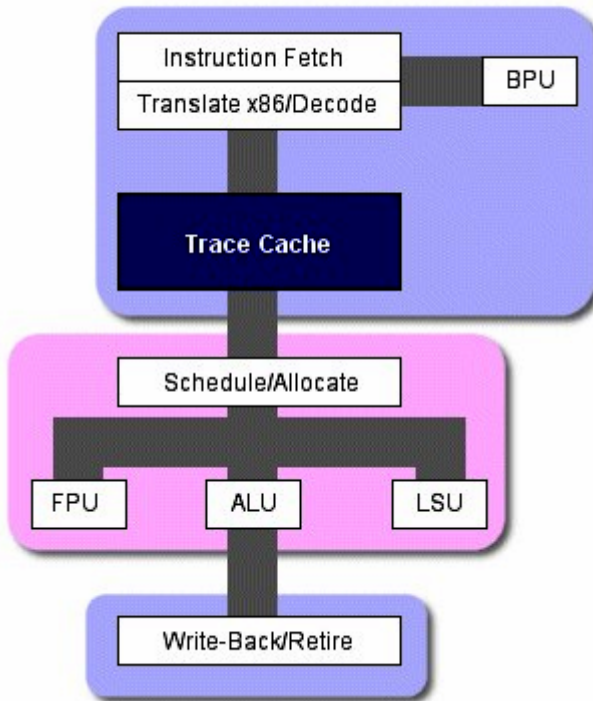 Instruction Fetch
BPU
Translate x86/Decode
Trace Cache
Schedule/Allocate
FPU
ALU
LSU
Write-Back/Retire